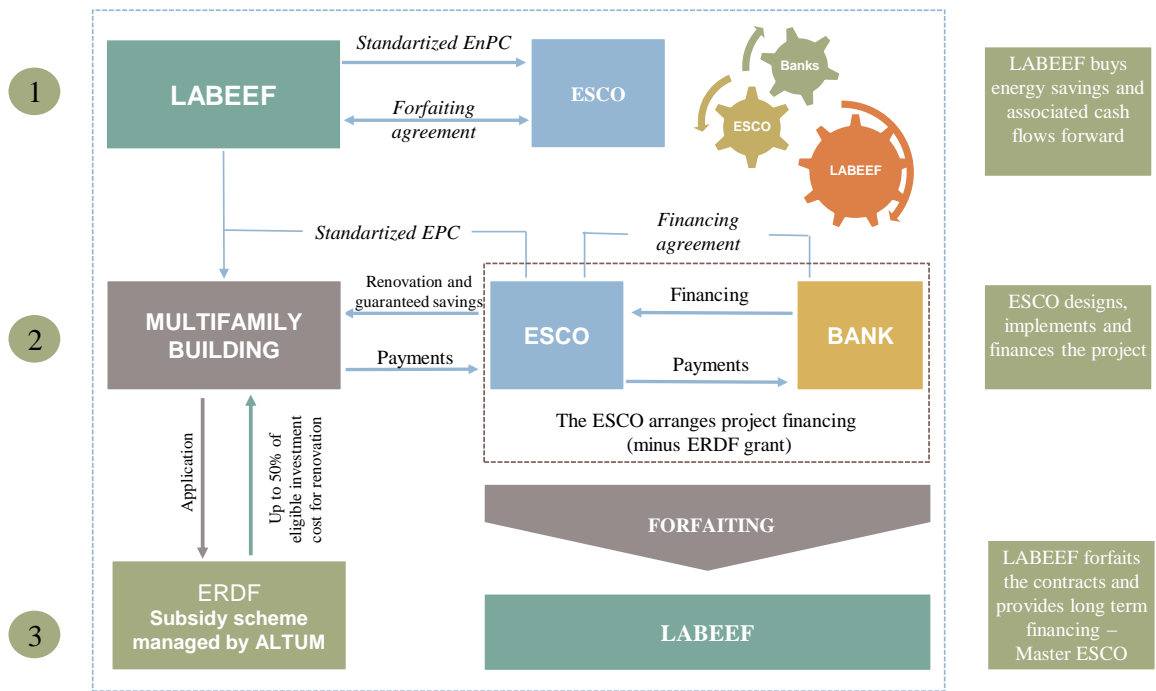 1
LABEEF
Standartized EnPC
Forfaiting
agreement
ESCO
Banks
ESCO
LABEEF
LABEEF buys
energy savings and
associated cash
flows forward
Standartized EPC
Financing
agreement
2
MULTIFAMILY
BUILDING
Renovation and
guaranteed savings
Payments
ESCO
Financing
Payments
BANK
The ESCO arranges project financing
(minus ERDF grant)
ESCO designs,
implements and
finances the project
Application
Up to 50% of
eligible investment
cost for renovation
FORFAITING
3
ERDF
Subsidy scheme
managed by ALTUM
LABEEF
LABEEF forfaits
the contracts and
provides long term
financing –
Master ESCO